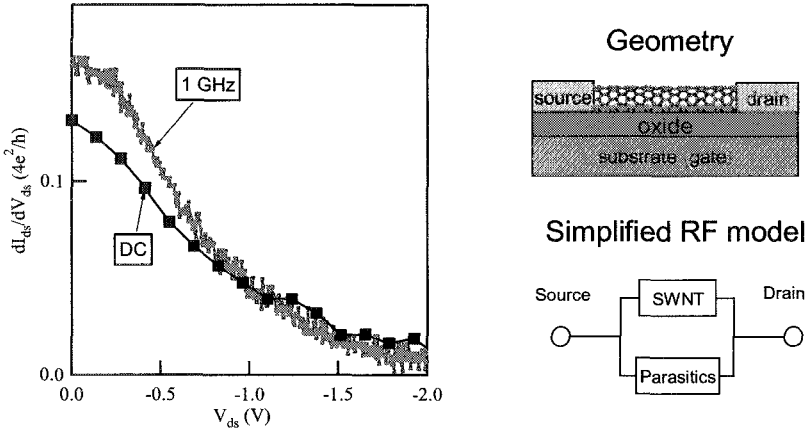 dI_ds/dV_ds (4e²/h)
0.1
0.0
1 GHz
DC
0.0
-0.5
-1.0
-1.5
-2.0
V_ds (V)
Geometry
source
drain
oxide
substrate (gate)
Simplified RF model
Source
SWNT
Drain
Parasitics